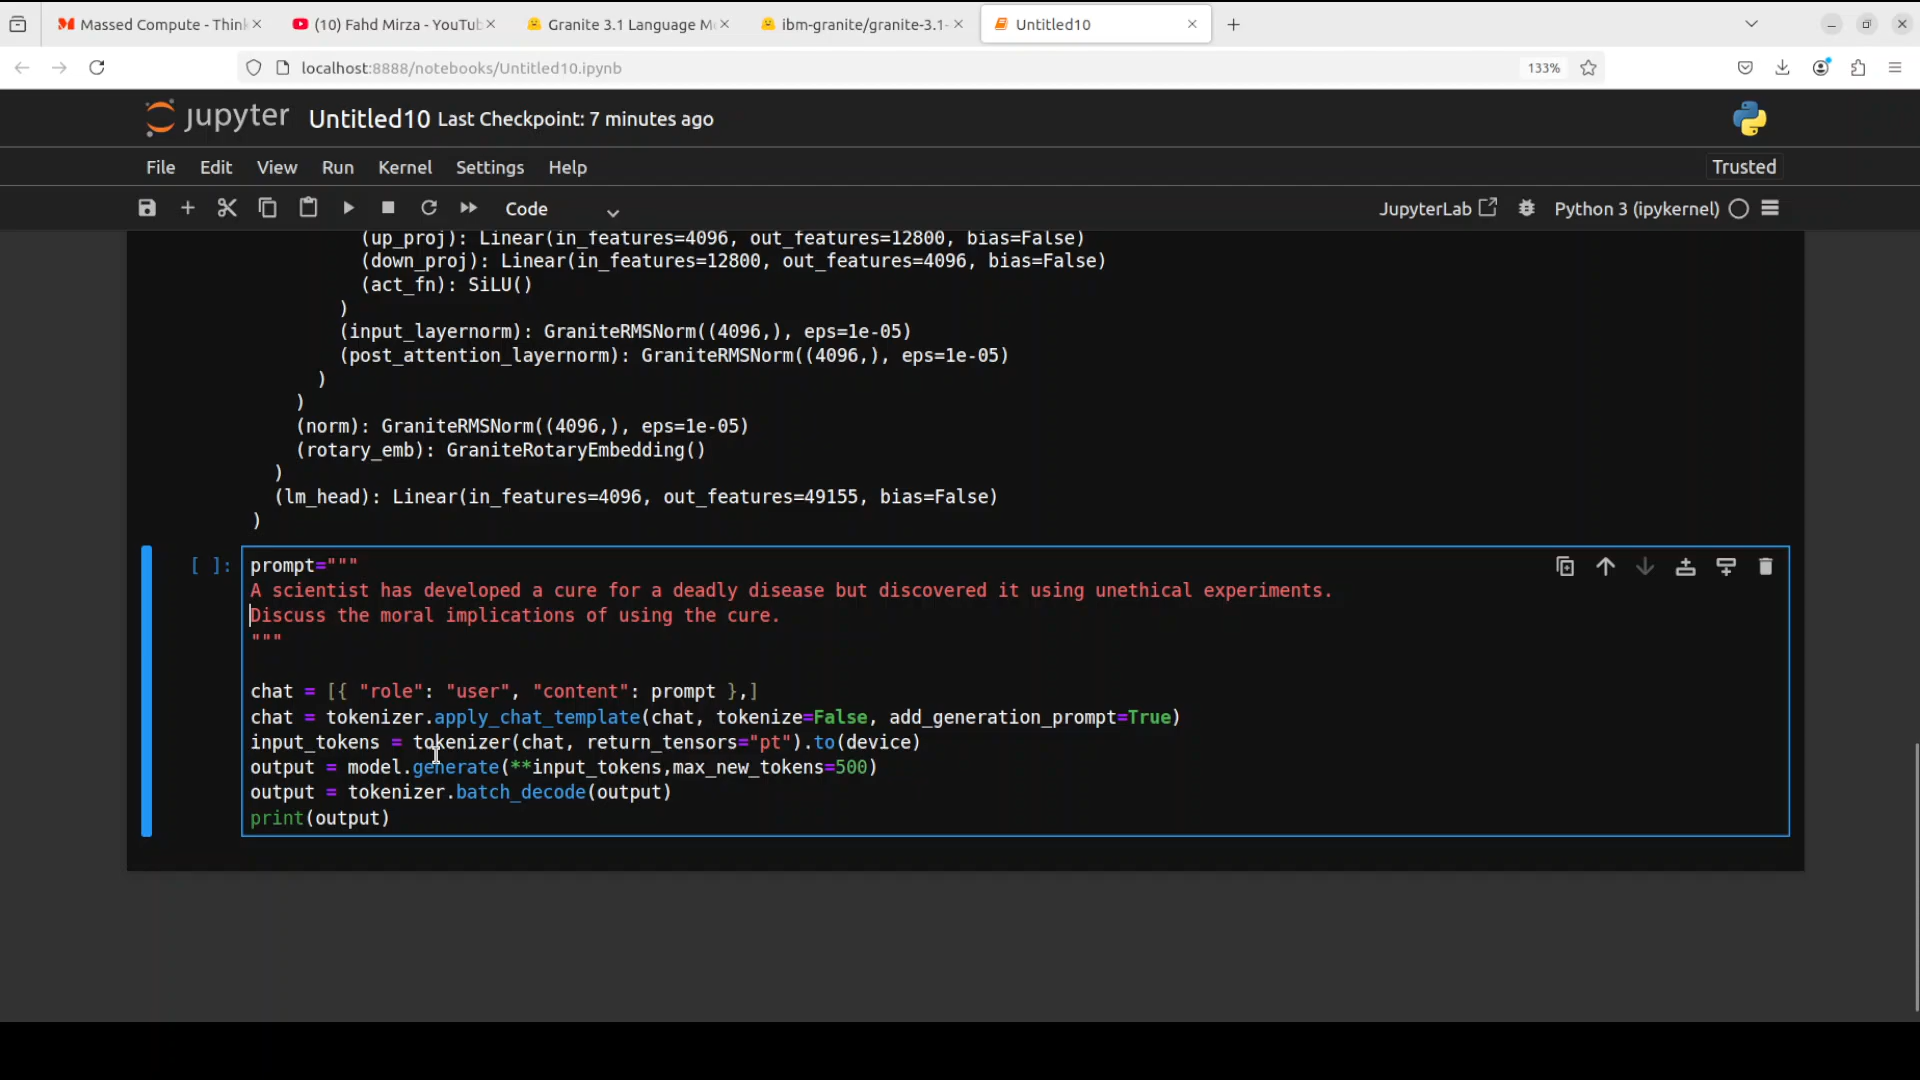 Massed Compute - Think
(10) Fahd Mirza - YouTub
Granite 3.1 Language M
ibm-granite/granite-3.1-
Untitled10
localhost:8888/notebooks/Untitled10.ipynb
133%
jupyter Untitled10 Last Checkpoint: 7 minutes ago
File Edit View Run Kernel Settings Help
Trusted
Code
JupyterLab
Python 3 (ipykernel)
(up_proj): Linear(in_features=4096, out_features=12800, bias=False)
(down_proj): Linear(in_features=12800, out_features=4096, bias=False)
(act_fn): SiLU()
)
(input_layernorm): GraniteRMSNorm((4096,), eps=1e-05)
(post_attention_layernorm): GraniteRMSNorm((4096,), eps=1e-05)
)
)
(norm): GraniteRMSNorm((4096,), eps=1e-05)
(rotary_emb): GraniteRotaryEmbedding()
)
(lm_head): Linear(in_features=4096, out_features=49155, bias=False)
)
[ ]: prompt="""
A scientist has developed a cure for a deadly disease but discovered it using unethical experiments.
Discuss the moral implications of using the cure.
"""
chat = [{ "role": "user", "content": prompt },]
chat = tokenizer.apply_chat_template(chat, tokenize=False, add_generation_prompt=True)
input_tokens = tokenizer(chat, return_tensors="pt").to(device)
output = model.generate(**input_tokens,max_new_tokens=500)
output = tokenizer.batch_decode(output)
print(output)